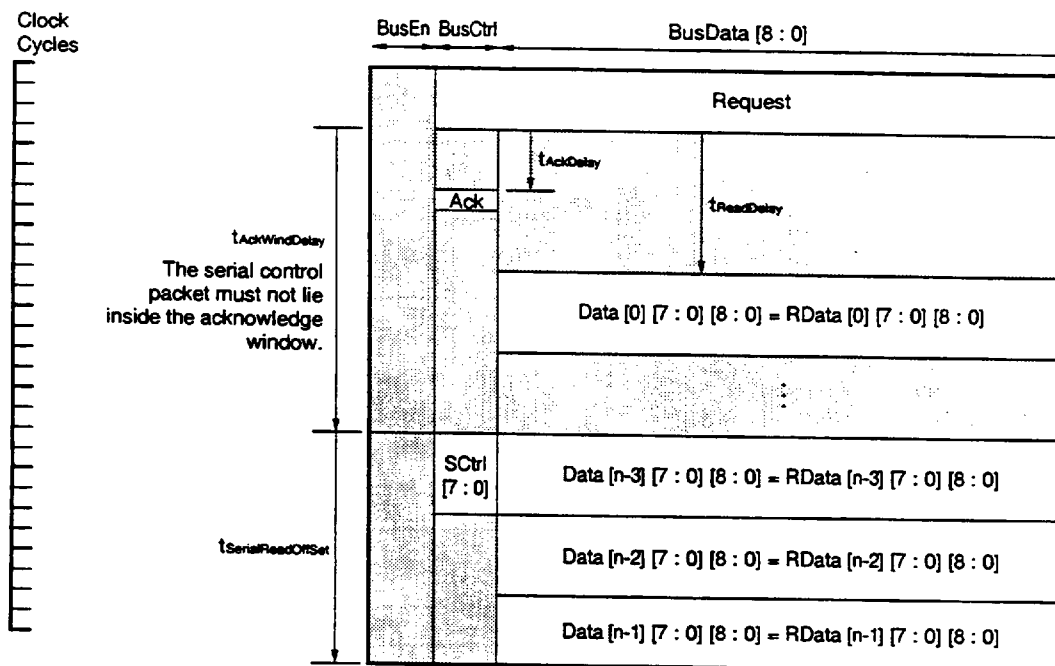 Clock
Cycles
BusEn BusCtrl BusData [8 : 0]
Request
tAckDelay
Ack
tReadDelay
tAckWindDelay
The serial control
packet must not lie
inside the acknowledge
window.
Data [0] [7 : 0] [8 : 0] = RData [0] [7 : 0] [8 : 0]
SCtrl
[7 : 0]
Data [n-3] [7 : 0] [8 : 0] = RData [n-3] [7 : 0] [8 : 0]
tSerialReadOffSet
Data [n-2] [7 : 0] [8 : 0] = RData [n-2] [7 : 0] [8 : 0]
Data [n-1] [7 : 0] [8 : 0] = RData [n-1] [7 : 0] [8 : 0]